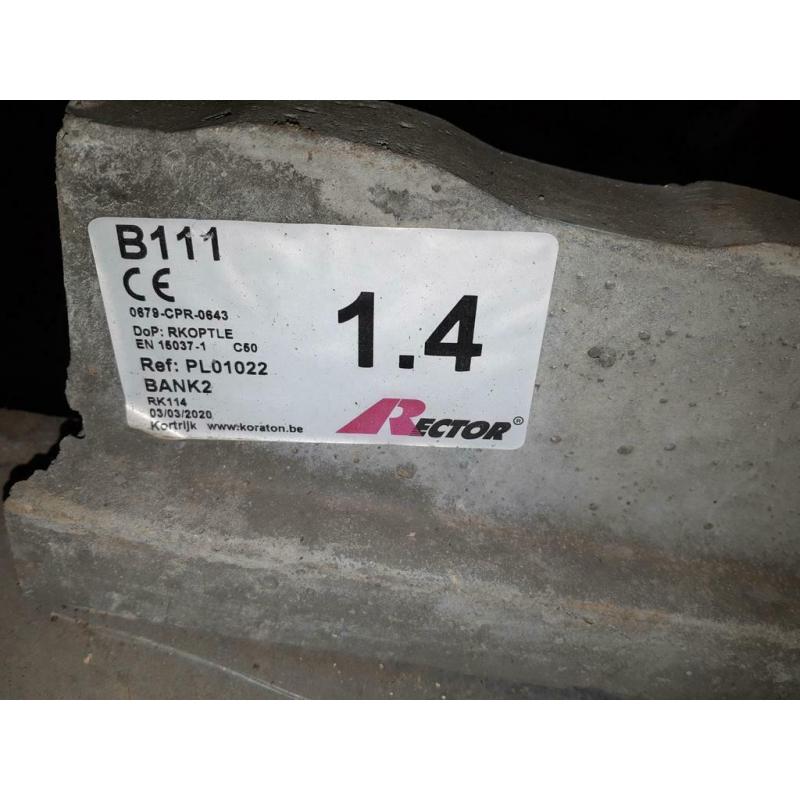 B111
CE
0679-CPR-0643
DoP: RKOPTLE
EN 15037-1 C50
Ref: PL01022
BANK2
RK114
03/03/2020
Kortrijk www.koraton.be
1.4
RECTOR®